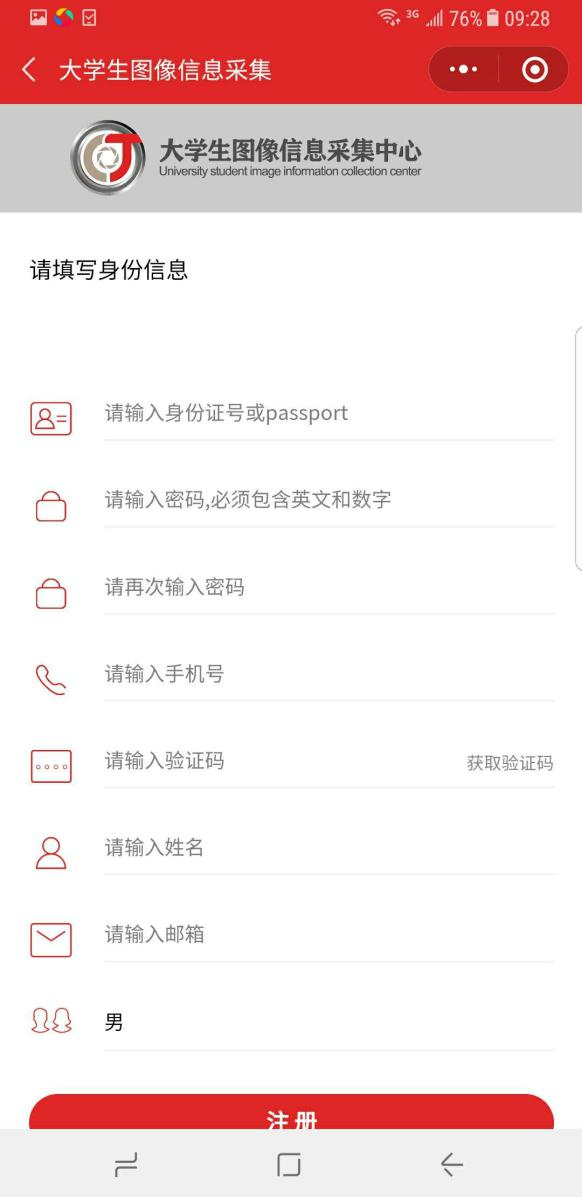 3G 76% 09:28
大学生图像信息采集
大学生图像信息采集中心
University student image information collection center
请填写身份信息
请输入身份证号或passport
请输入密码,必须包含英文和数字
请再次输入密码
请输入手机号
请输入验证码 获取验证码
请输入姓名
请输入邮箱
男
注册